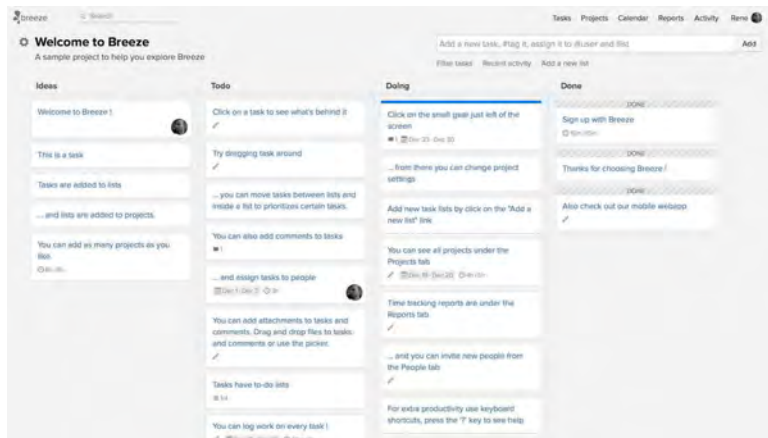 breeze
Search
Tasks Projects Calendar Reports Activity Rene
Welcome to Breeze
A sample project to help you explore Breeze
Add a new task, #tag it, assign it to @user and #list
Add
Filter tasks Recent activity Add a new list
Ideas
Welcome to Breeze !
This is a task
Tasks are added to lists
... and lists are added to projects.
You can add as many projects as you
like.
Todo
Click on a task to see what's behind it
Try dragging task around
... you can move tasks between lists and
inside a list to prioritize certain tasks.
You can also add comments to tasks
1
... and assign tasks to people
Dec 1 - Dec 7
You can add attachments to tasks and
comments. Drag and drop files to tasks
and comments or use the picker.
Tasks have to-do lists
You can log work on every task !
Doing
Click on the small gear just left of the
screen
1 Dec 23 - Dec 30
... from there you can change project
settings
Add new task lists by click on the "Add a
new list" link
You can see all projects under the
Projects tab
Time tracking reports are under the
Reports tab
... and you can invite new people from
the People tab
For extra productivity use keyboard
shortcuts, press the '?' key to see help
Done
DONE
Sign up with Breeze
DONE
Thanks for choosing Breeze !
DONE
Also check out our mobile webapp